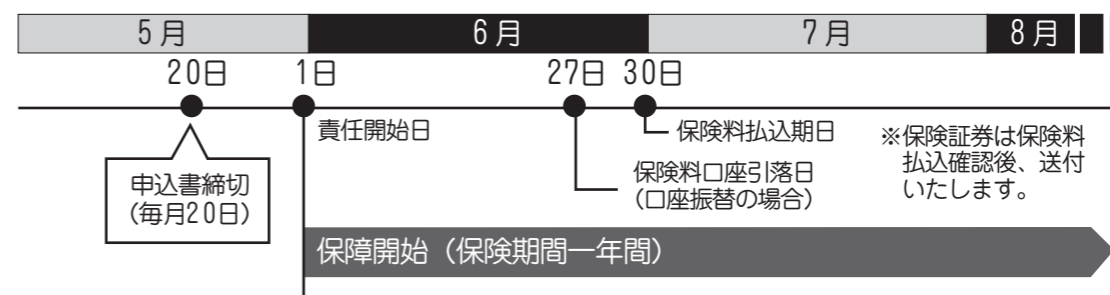 5月 6月 7月 8月
20日 1日 27日 30日
責任開始日
保険料払込期日
※保険証券は保険料
払込確認後、送付
いたします。
保険料口座引落日
（口座振替の場合）
申込書締切
（毎月20日）
保障開始（保険期間一年間）